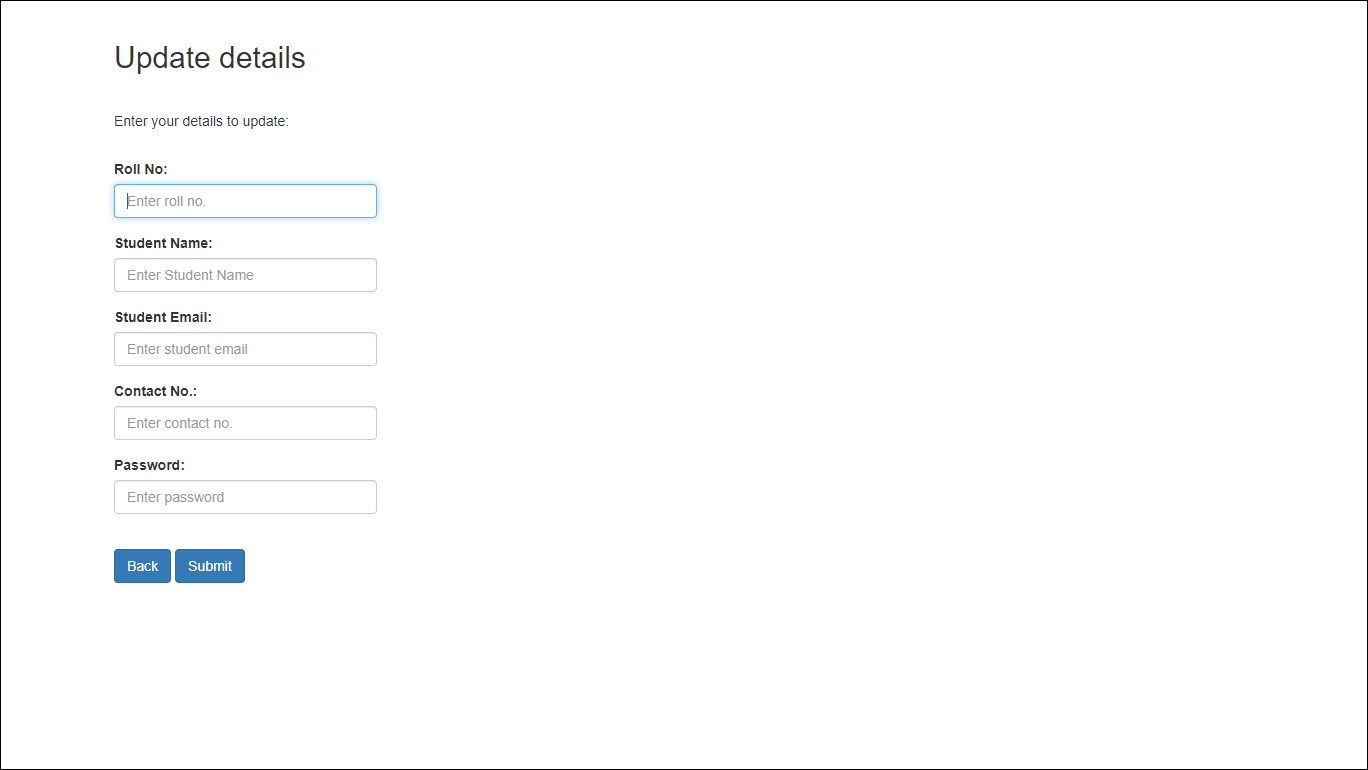 Update details
Enter your details to update:
Roll No:
Enter roll no.
Student Name:
Enter Student Name
Student Email:
Enter student email
Contact No.:
Enter contact no.
Password:
Enter password
Back Submit